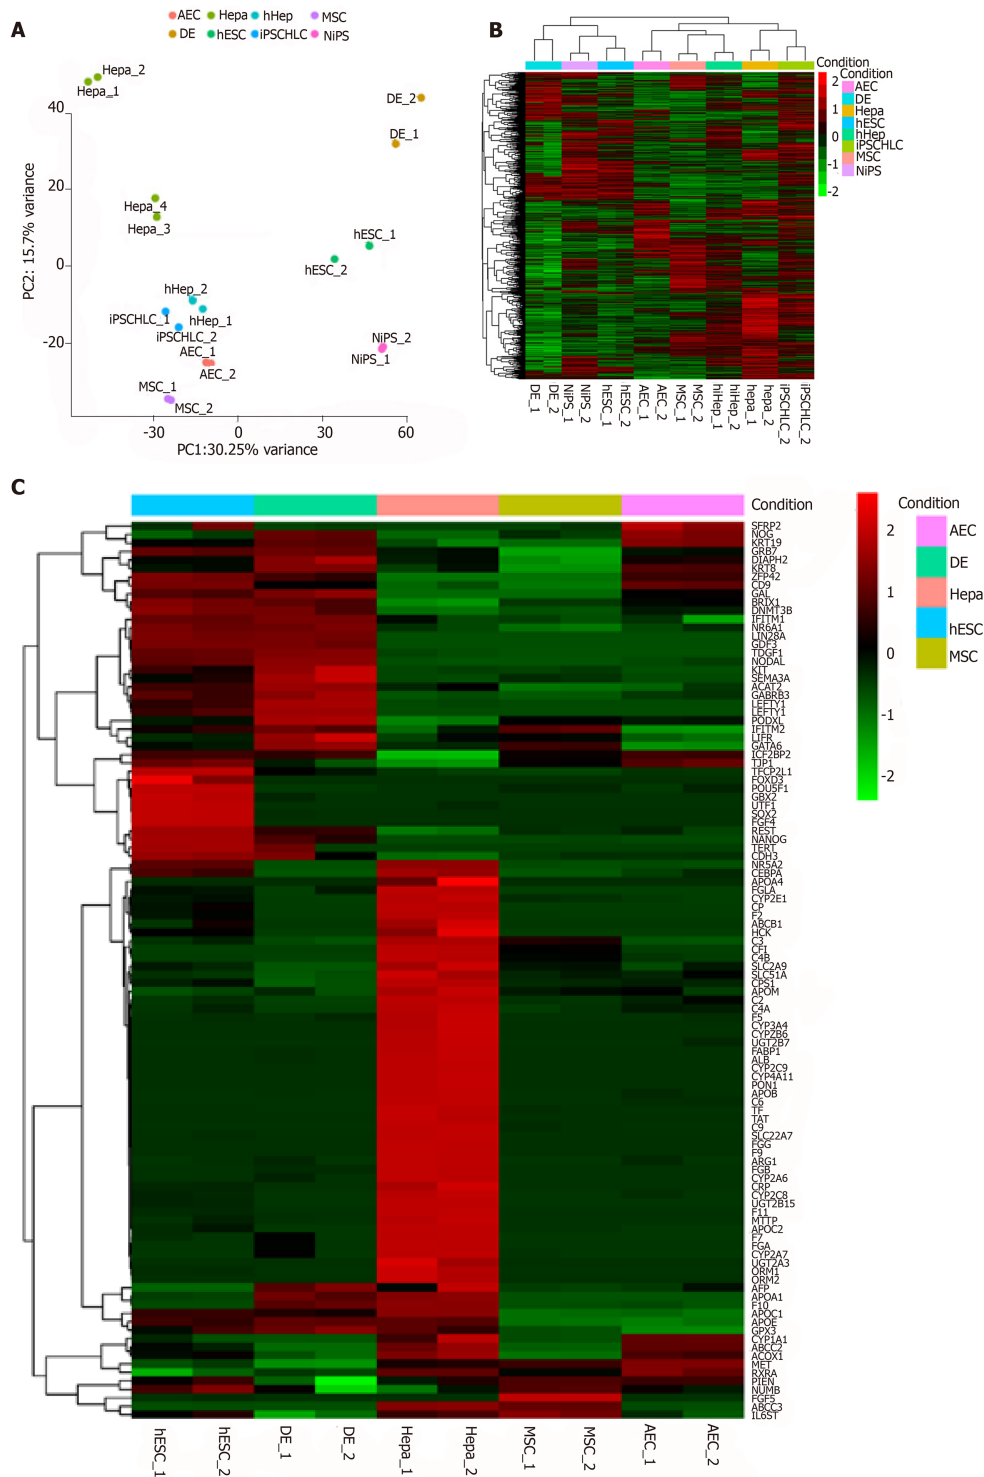 A
AEC Hepa hHep MSC
DE hESC iPSCHLC NiPS
Hepa_2
Hepa_1
DE_2
DE_1
Hepa_4
Hepa_3
hESC_1
hESC_2
hHep_2
iPSCHLC_1
hHep_1
iPSCHLC_2
AEC_1
AEC_2
NiPS_2
NiPS_1
MSC_1
MSC_2
40
20
0
-20
PC2: 15.7% variance
-30
0
30
60
PC1:30.25% variance
B
Condition
2
1
0
-1
-2
Condition
AEC
DE
Hepa
hESC
hHep
iPSCHLC
MSC
NiPS
DE_1
DE_2
NiPS_1
NiPS_2
hESC_1
hESC_2
AEC_1
AEC_2
MSC_1
MSC_2
hiHep_1
hiHep_2
hepa_1
hepa_2
iPSCHLC_2
iPSCHLC_2
C
Condition
SFRP2
NOG
KRT19
GRB7
DIAPH2
KRT8
ZFP42
CD9
GAL
BRIX1
DNMT3B
IFITM1
NR6A1
LIN28A
GDF3
TDGF1
NODAL
KIT
SEMA3A
ACAT2
GABRB3
LEFTY1
LEFTY1
PODXL
IFITM2
LIFR
GATA6
ICF2BP2
TJP1
TFCP2L1
FOXD3
POU5F1
GBX2
UTF1
SOX2
FGF4
REST
NANOG
TERT
CDH3
NR5A2
CEBPA
APOA4
FGLA
CYP2E1
CP
F2
ABCB1
HCK
C3
CFI
C4B
SLC2A9
SLC51A
CPS1
APOM
C2
C4A
F5
CYP3A4
CYPZB6
UGT2B7
FABP1
ALB
CYP2C9
CYP4A11
PON1
APOB
C6
TF
TAT
C9
SLC22A7
FGG
F9
ARG1
FGB
CYP2A6
CRP
CYP2C8
UGT2B15
F11
MTTP
APOC2
F7
FGA
CYP2A7
UGT2A3
ORM1
ORM2
AFP
APOA1
F10
APOC1
APOE
GPX3
CYP1A1
ABCC2
ACOX1
MET
RXRA
PIEN
NUMB
FGF5
ABCC3
IL6ST
hESC_1
hESC_2
DE_1
DE_2
Hepa_1
Hepa_2
MSC_1
MSC_2
AEC_1
AEC_2
2
1
0
-1
-2
Condition
AEC
DE
Hepa
hESC
MSC